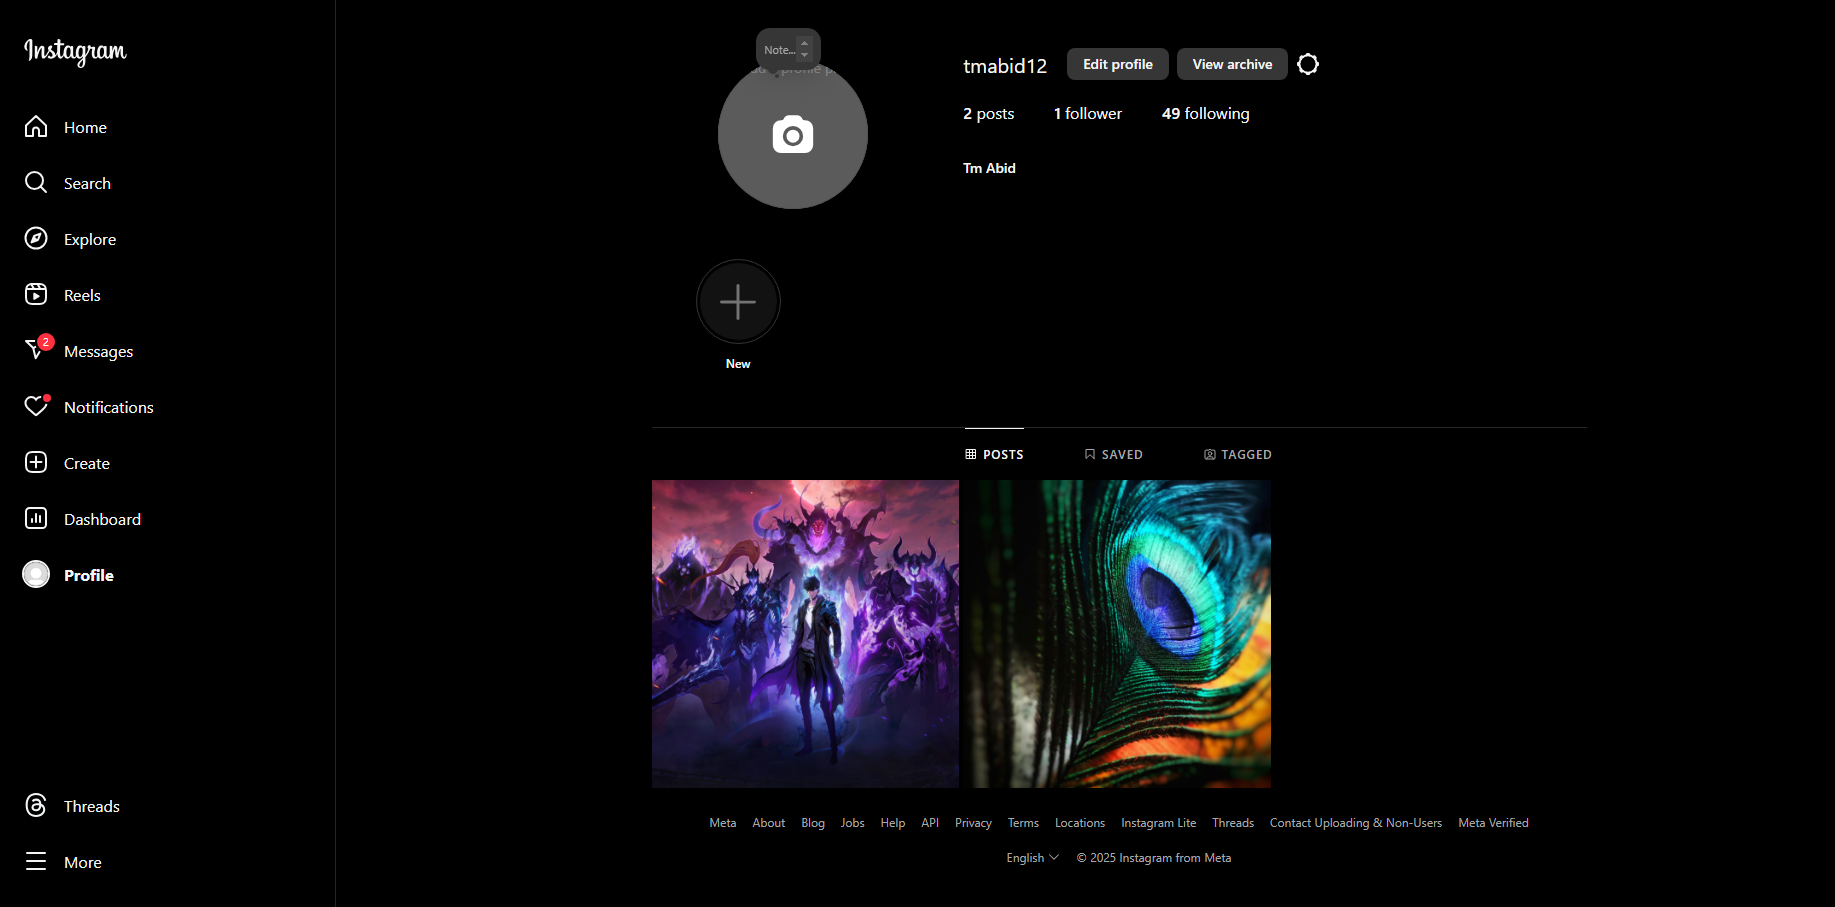 Instagram
Home
Search
Explore
Reels
2
Messages
Notifications
Create
Dashboard
Profile
Threads
More
Note...
tmabid12
Edit profile
View archive
2 posts
1 follower
49 following
Tm Abid
New
POSTS
SAVED
TAGGED
Meta About Blog Jobs Help API Privacy Terms Locations Instagram Lite Threads Contact Uploading & Non-Users Meta Verified
English © 2025 Instagram from Meta